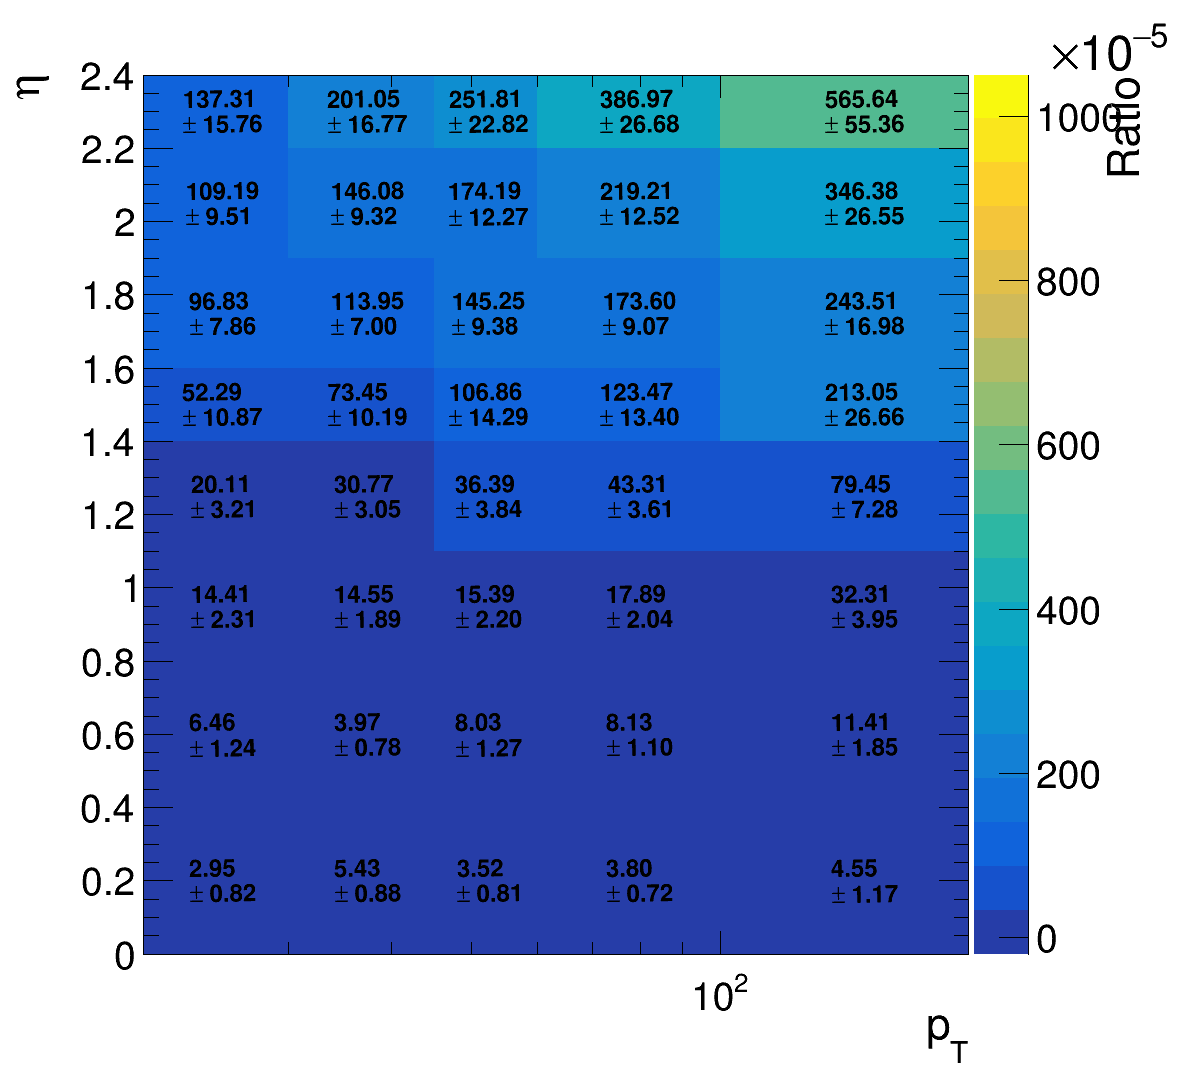 ×10⁻⁵
η
Ratio
2.4
137.31 201.05 251.81 386.97 565.64
± 15.76 ± 16.77 ± 22.82 ± 26.68 ± 55.36
1000
2.2
109.19 146.08 174.19 219.21 346.38
± 9.51 ± 9.32 ± 12.27 ± 12.52 ± 26.55
2
800
1.8
96.83 113.95 145.25 173.60 243.51
± 7.86 ± 7.00 ± 9.38 ± 9.07 ± 16.98
1.6
52.29 73.45 106.86 123.47 213.05
± 10.87 ± 10.19 ± 14.29 ± 13.40 ± 26.66
1.4
600
20.11 30.77 36.39 43.31 79.45
± 3.21 ± 3.05 ± 3.84 ± 3.61 ± 7.28
1.2
1
14.41 14.55 15.39 17.89 32.31
± 2.31 ± 1.89 ± 2.20 ± 2.04 ± 3.95
400
0.8
6.46 3.97 8.03 8.13 11.41
± 1.24 ± 0.78 ± 1.27 ± 1.10 ± 1.85
0.6
200
0.4
2.95 5.43 3.52 3.80 4.55
± 0.82 ± 0.88 ± 0.81 ± 0.72 ± 1.17
0.2
0
0
10²
p_T